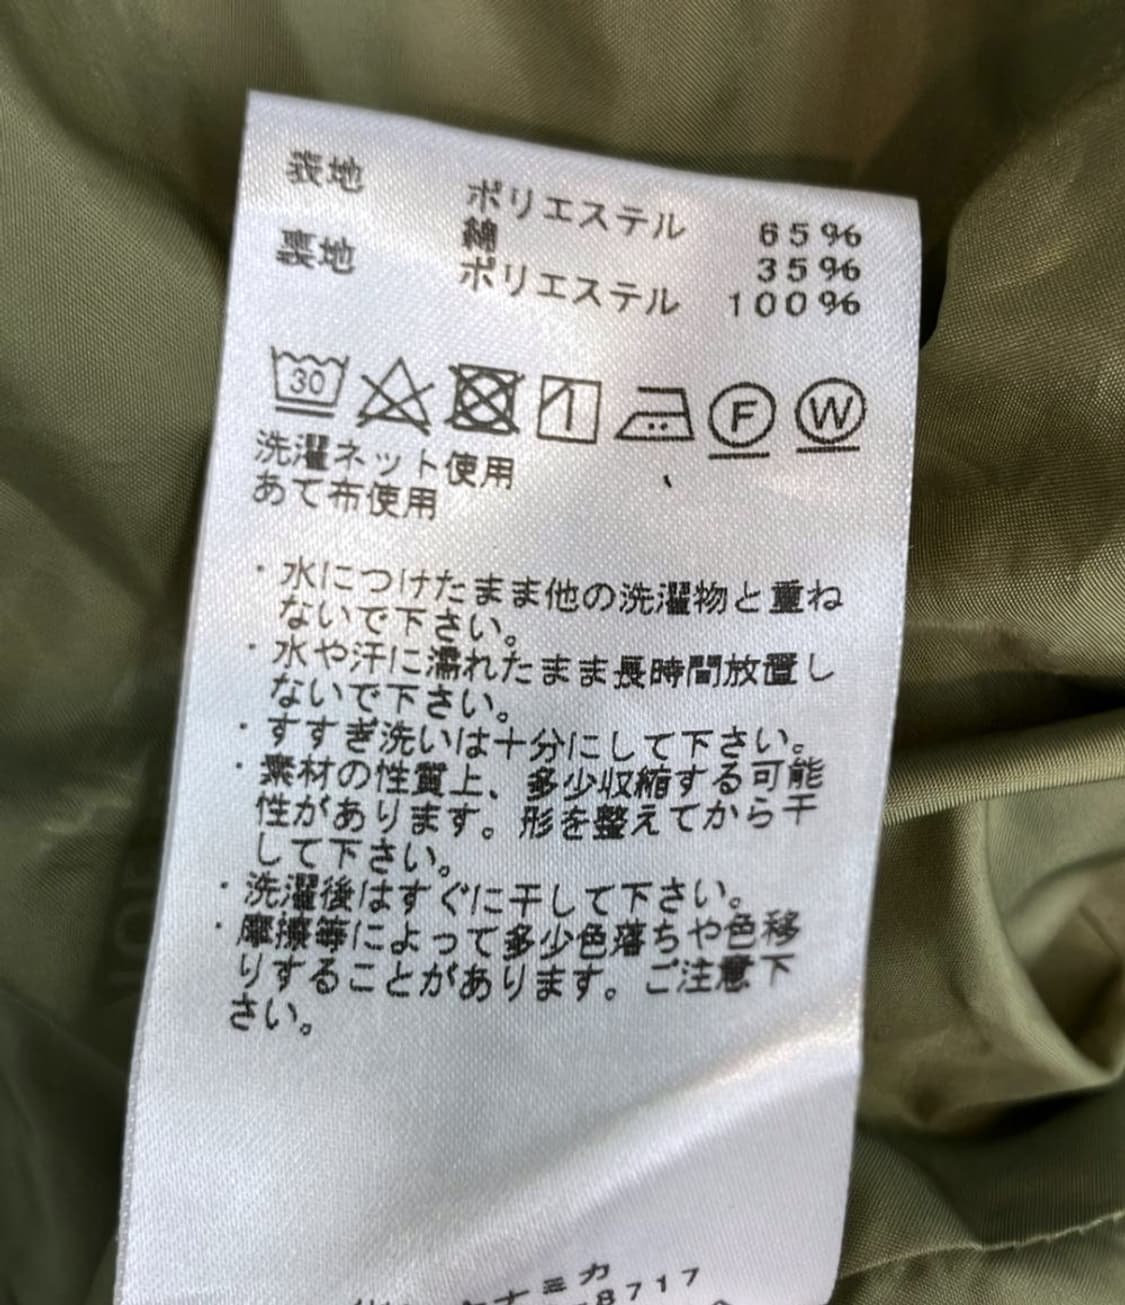 表地 ポリエステル 65%
綿 35%
裏地 ポリエステル 100%
30 F W
洗濯ネット使用
あて布使用
・水につけたまま他の洗濯物と重ね
ないで下さい。
・水や汗に濡れたまま長時間放置し
ないで下さい。
・すすぎ洗いは十分にして下さい。
・素材の性質上、多少収縮する可能
性があります。形を整えてから干
して下さい。
・洗濯後はすぐに干して下さい。
・摩擦等によって多少色落ちや色移
りすることがあります。ご注意下
さい。
ナミカ
8717